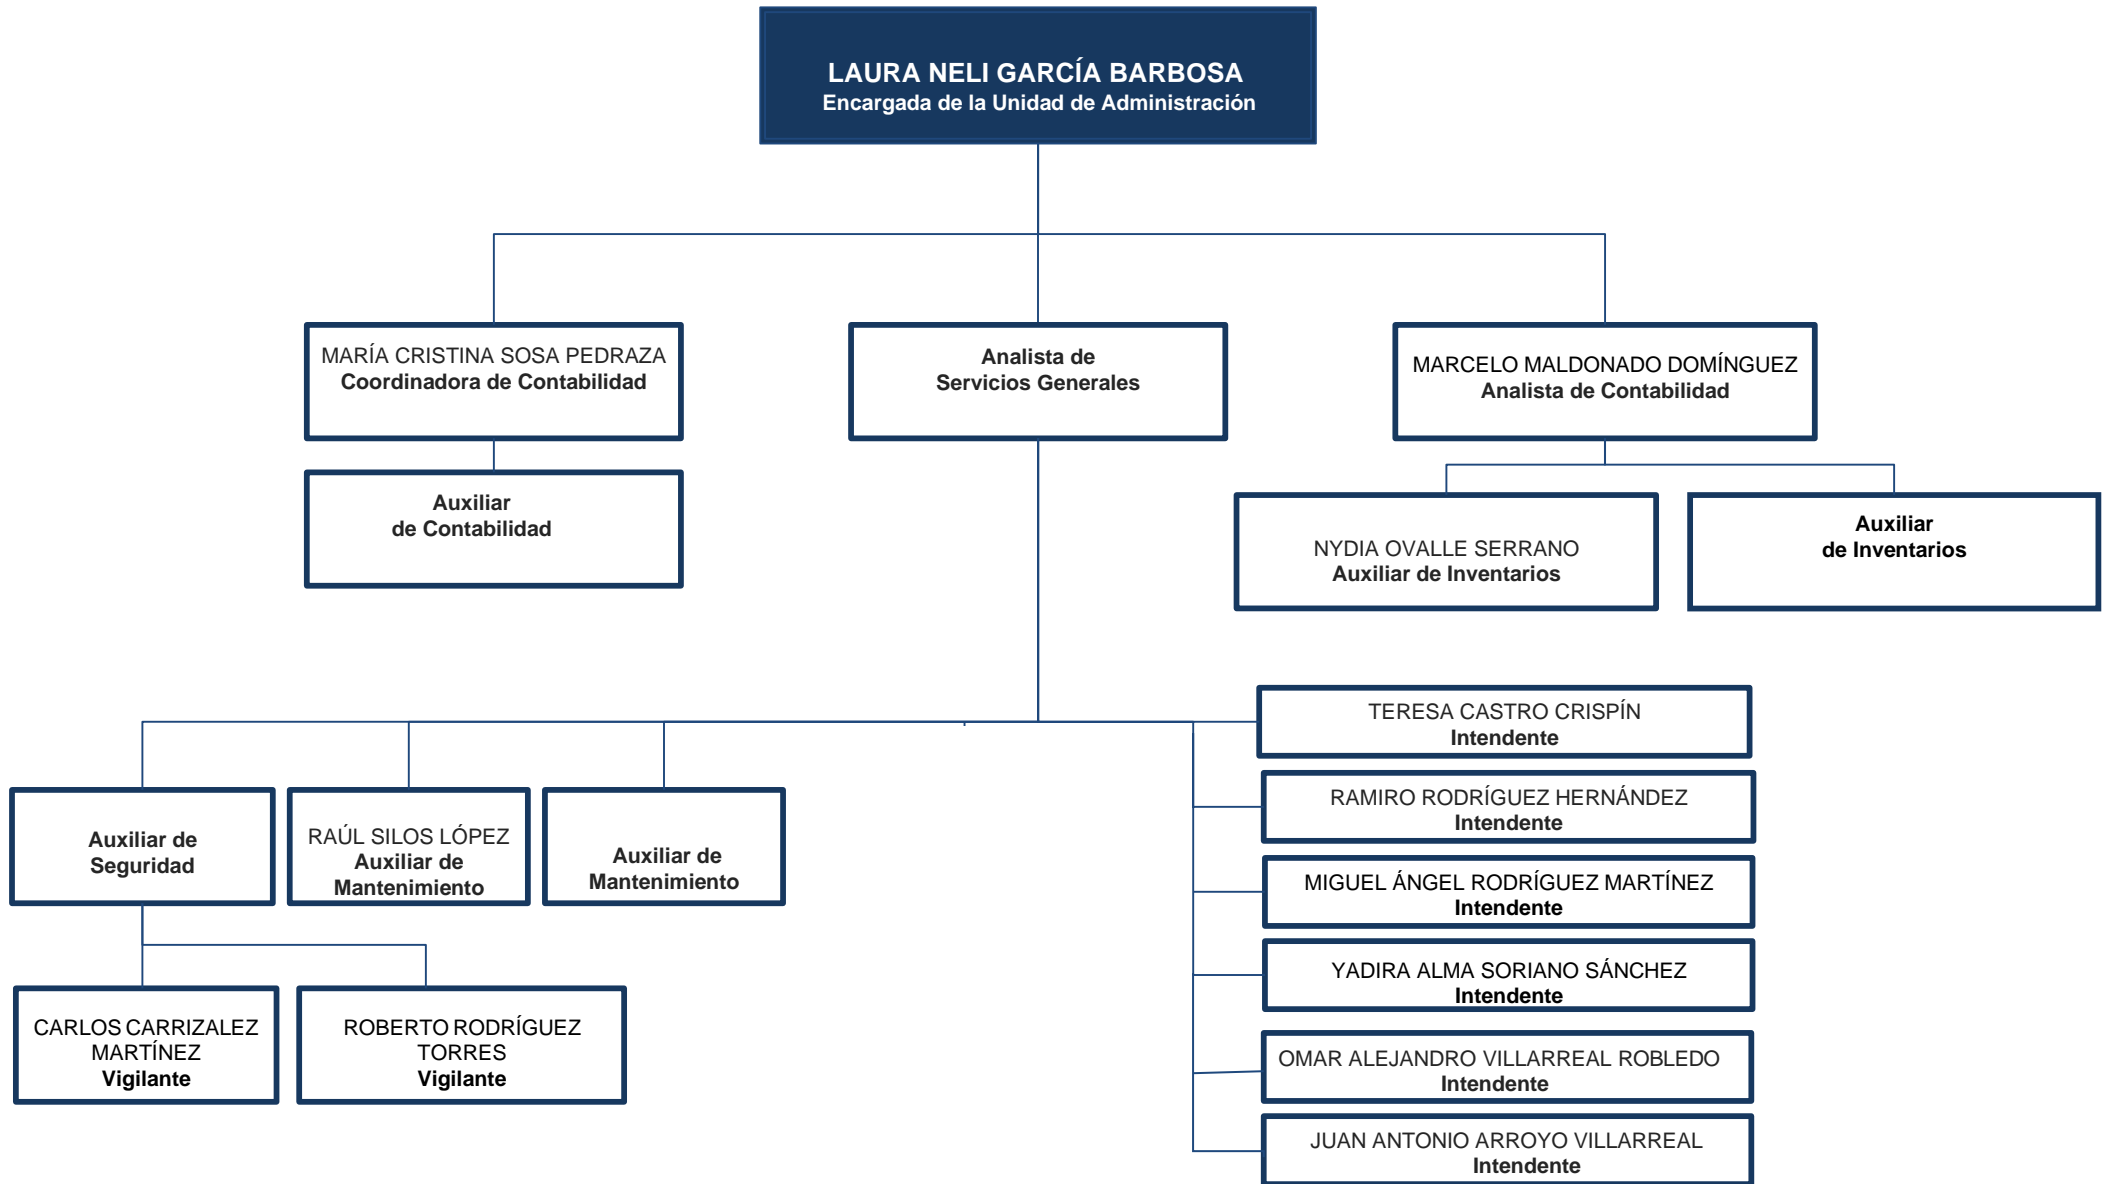 LAURA NELI GARCÍA BARBOSA
Encargada de la Unidad de Administración
MARÍA CRISTINA SOSA PEDRAZA
Coordinadora de Contabilidad
Analista de
Servicios Generales
MARCELO MALDONADO DOMÍNGUEZ
Analista de Contabilidad
Auxiliar
de Contabilidad
NYDIA OVALLE SERRANO
Auxiliar de Inventarios
Auxiliar
de Inventarios
TERESA CASTRO CRISPÍN
Intendente
RAMIRO RODRÍGUEZ HERNÁNDEZ
Intendente
MIGUEL ÁNGEL RODRÍGUEZ MARTÍNEZ
Intendente
YADIRA ALMA SORIANO SÁNCHEZ
Intendente
OMAR ALEJANDRO VILLARREAL ROBLEDO
Intendente
JUAN ANTONIO ARROYO VILLARREAL
Intendente
Auxiliar de
Seguridad
RAÚL SILOS LÓPEZ
Auxiliar de
Mantenimiento
Auxiliar de
Mantenimiento
CARLOS CARRIZALEZ
MARTÍNEZ
Vigilante
ROBERTO RODRÍGUEZ
TORRES
Vigilante